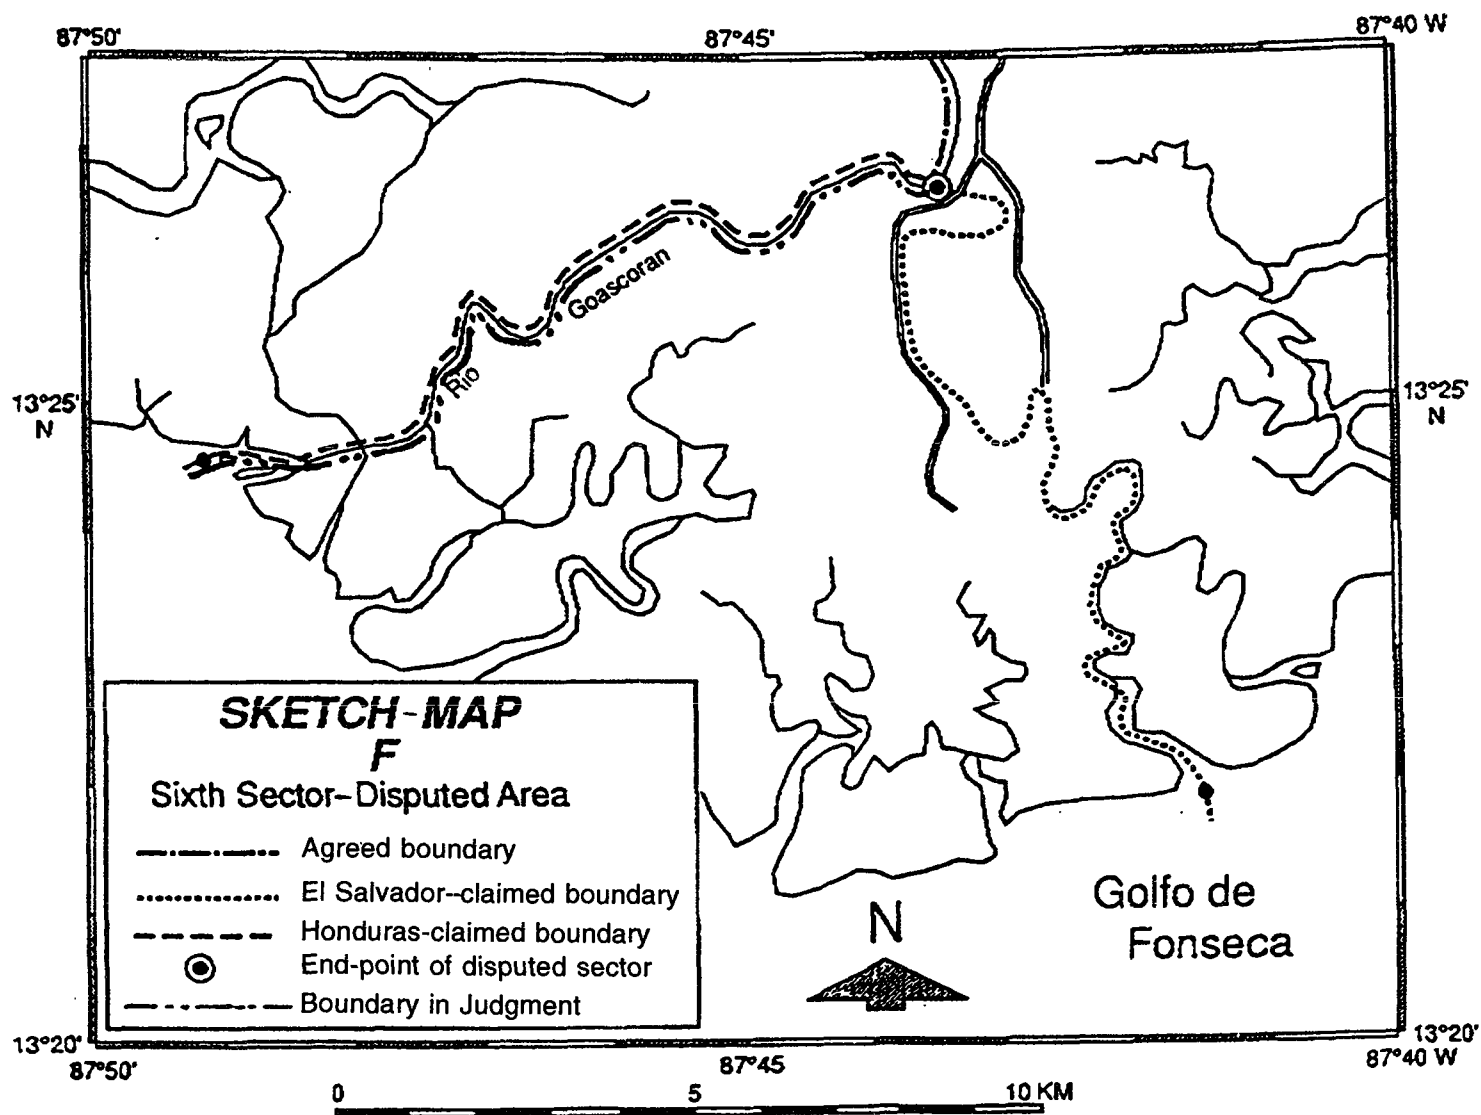 87°50' 87°45' 87°40 W
Rio Goascoran
13°25' N
13°25' N
SKETCH-MAP
F
Sixth Sector-Disputed Area
Agreed boundary
El Salvador--claimed boundary
Honduras-claimed boundary
End-point of disputed sector
Boundary in Judgment
N
Golfo de
Fonseca
13°20' 13°20'
87°50' 87°45 87°40 W
0 5 10 KM